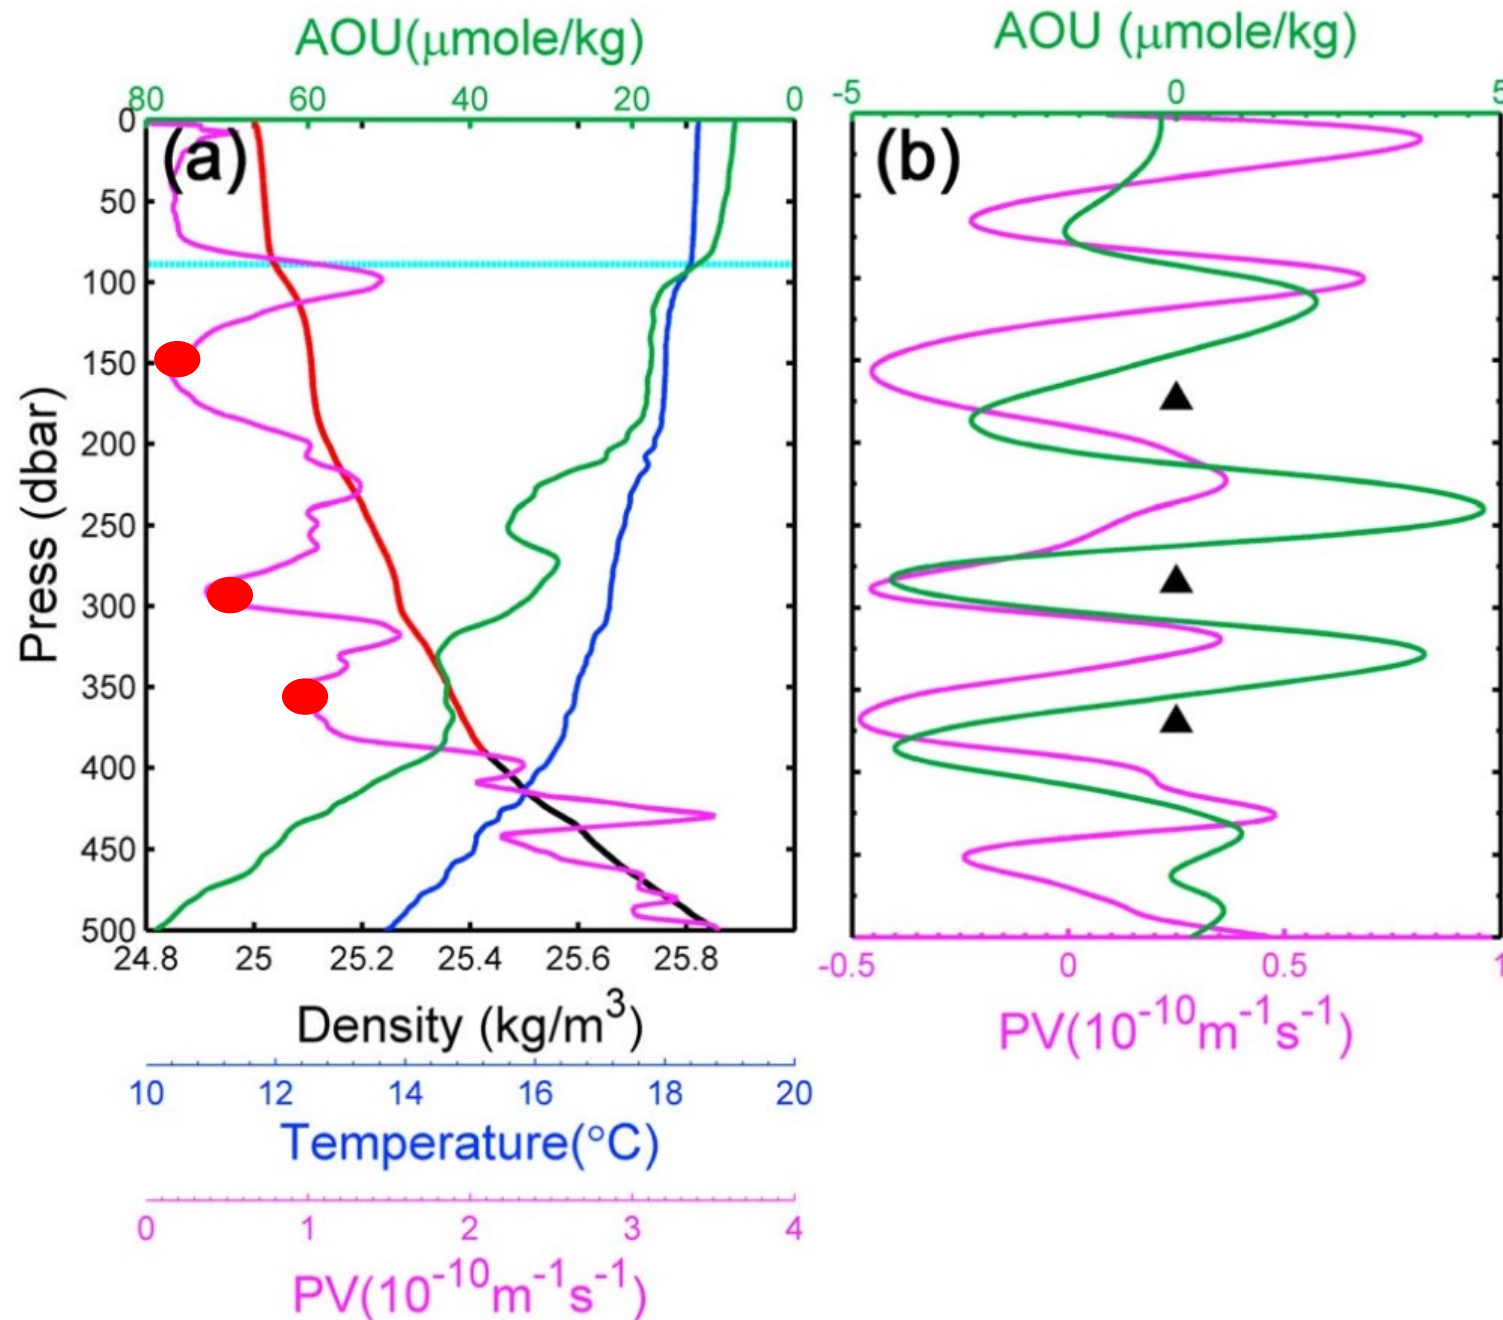 AOU(μmole/kg)
80 60 40 20 0
(a)
0
50
100
150
200
250
300
350
400
450
500
Press (dbar)
24.8 25 25.2 25.4 25.6 25.8
Density (kg/m³)
10 12 14 16 18 20
Temperature(°C)
0 1 2 3 4
PV(10⁻¹⁰m⁻¹s⁻¹)
AOU (μmole/kg)
-5 0 5
(b)
-0.5 0 0.5 1
PV(10⁻¹⁰m⁻¹s⁻¹)